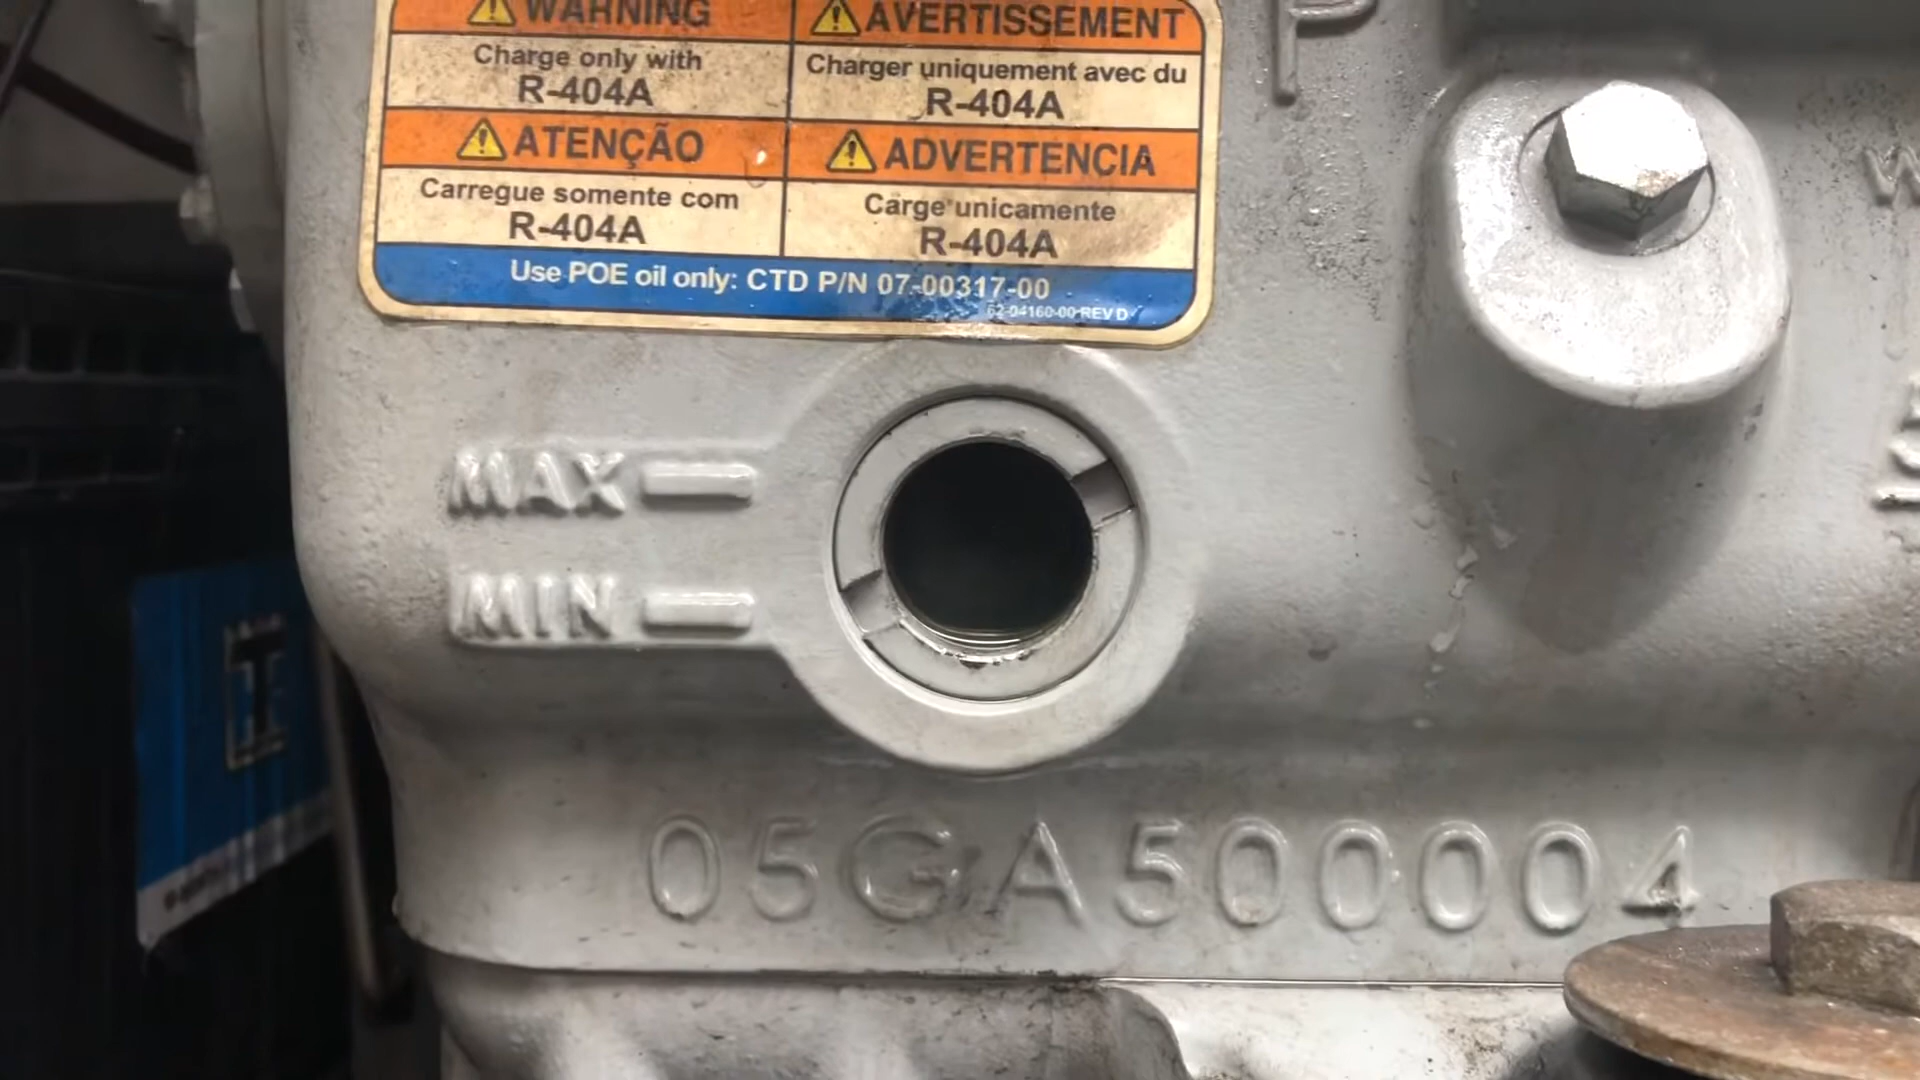 WARNING
Charge only with
R-404A
AVERTISSEMENT
Charger uniquement avec du
R-404A
ATENÇÃO
Carregue somente com
R-404A
ADVERTENCIA
Carge unicamente
R-404A
Use POE oil only: CTD P/N 07-00317-00
62-04160-00 REV D
MAX
MIN
05GA500004
P
W